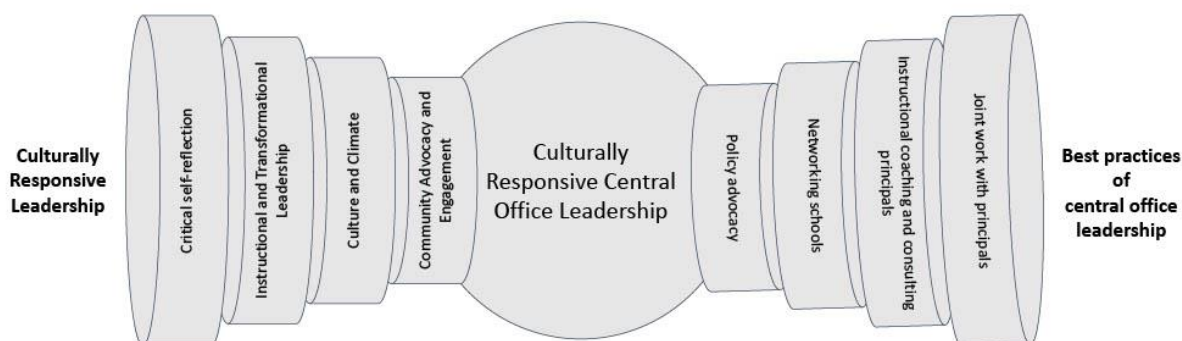 Culturally
Responsive
Leadership
Critical self-reflection
Instructional and Transformational
Leadership
Culture and Climate
Community Advocacy and
Engagement
Culturally
Responsive Central
Office Leadership
Policy advocacy
Networking schools
Instructional coaching and consulting
principals
Joint work with principals
Best practices
of
central office
leadership